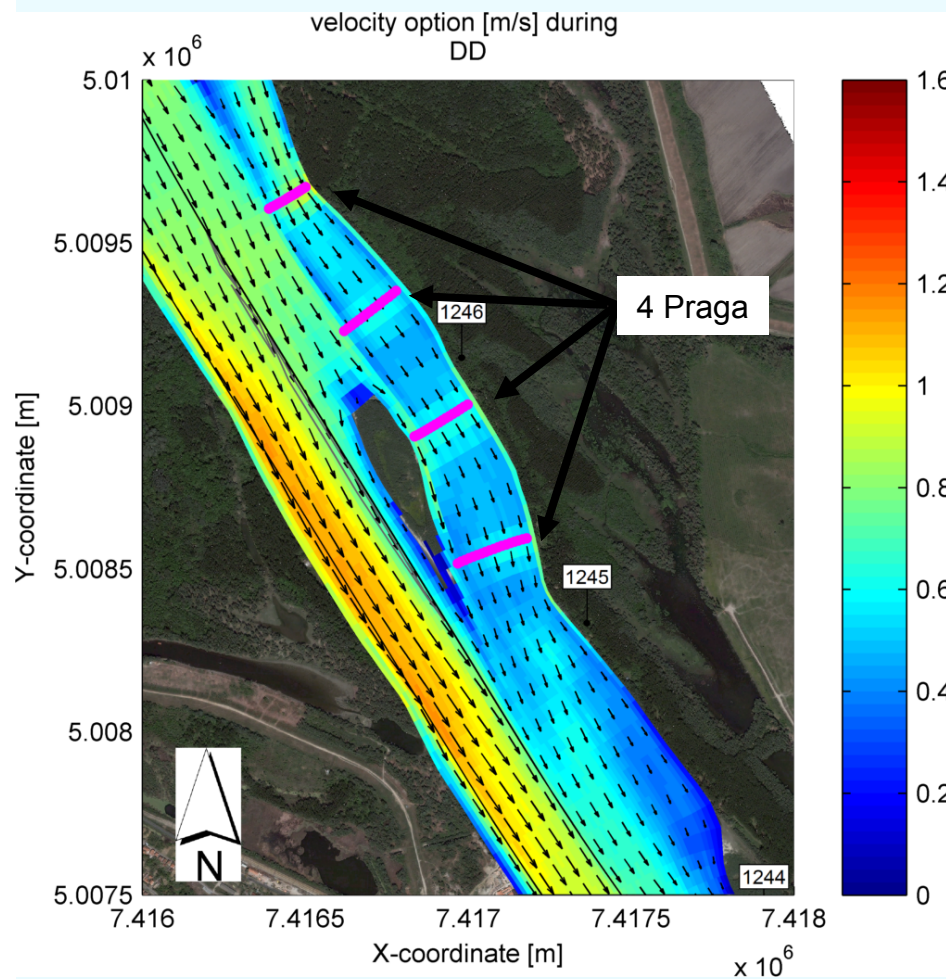 velocity option [m/s] during
DD
x 10^6
5.01
5.0095
5.009
5.0085
5.008
5.0075
Y-coordinate [m]
1246
4 Praga
1245
1244
N
7.416
7.4165
7.417
7.4175
7.418
X-coordinate [m]
x 10^6
1.6
1.4
1.2
1
0.8
0.6
0.4
0.2
0